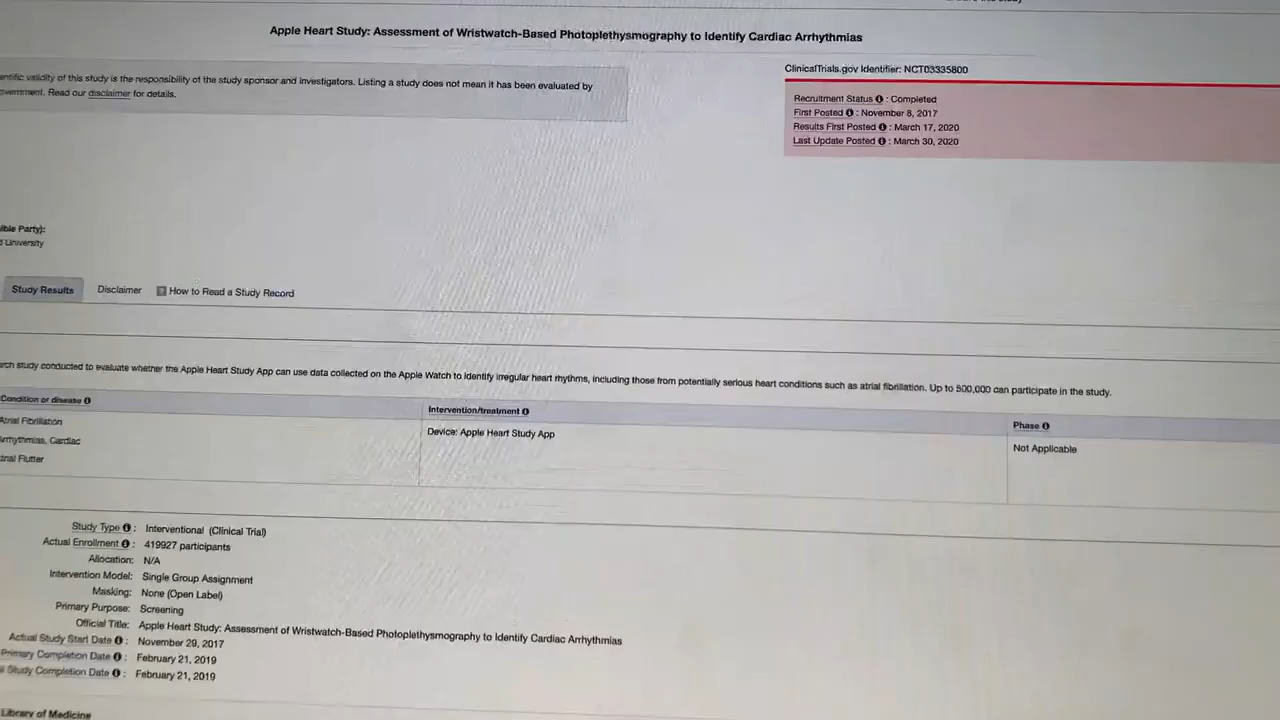 Apple Heart Study: Assessment of Wristwatch-Based Photoplethysmography to Identify Cardiac Arrhythmias
ClinicalTrials.gov Identifier: NCT03335800
validity of this study is the responsibility of the study sponsor and investigators. Listing a study does not mean it has been evaluated by
Read our disclaimer for details.
Recruitment Status : Completed
First Posted : November 8, 2017
Results First Posted : March 17, 2020
Last Update Posted : March 30, 2020
Party):
University
Study Results
Disclaimer
? How to Read a Study Record
study conducted to evaluate whether the Apple Heart Study App can use data collected on the Apple Watch to identify irregular heart rhythms, including those from potentially serious heart conditions such as atrial fibrillation. Up to 500,000 can participate in the study.
Condition or disease
Intervention/treatment
Phase
Atrial Fibrillation
Device: Apple Heart Study App
Not Applicable
Arrhythmias, Cardiac
Flutter
Study Type : Interventional (Clinical Trial)
Actual Enrollment : 419927 participants
Allocation: N/A
Intervention Model: Single Group Assignment
Masking: None (Open Label)
Primary Purpose: Screening
Official Title: Apple Heart Study: Assessment of Wristwatch-Based Photoplethysmography to Identify Cardiac Arrhythmias
Actual Study Start Date : November 29, 2017
Primary Completion Date : February 21, 2019
Study Completion Date : February 21, 2019
Library of Medicine